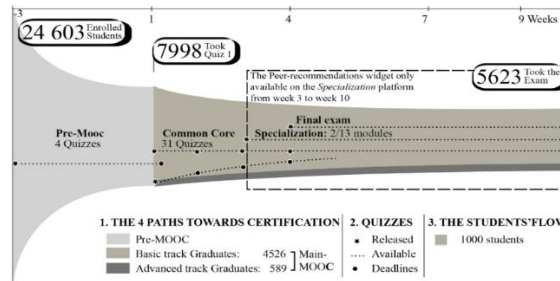 -3 1 4 7 9 Weeks
24 603 Enrolled Students
7998 Took Quiz 1
5623 Took the Exam
The Peer-recommendations widget only
available on the Specialization platform
from week 3 to week 10
Final exam
Pre-Mooc
4 Quizzes
Common Core
31 Quizzes
Specialization: 2/13 modules
1. THE 4 PATHS TOWARDS CERTIFICATION
Pre-MOOC
Basic track Graduates: 4526
Advanced track Graduates: 589
Main-
MOOC
2. QUIZZES
Released
Available
Deadlines
3. THE STUDENTS'FLOW
1000 students